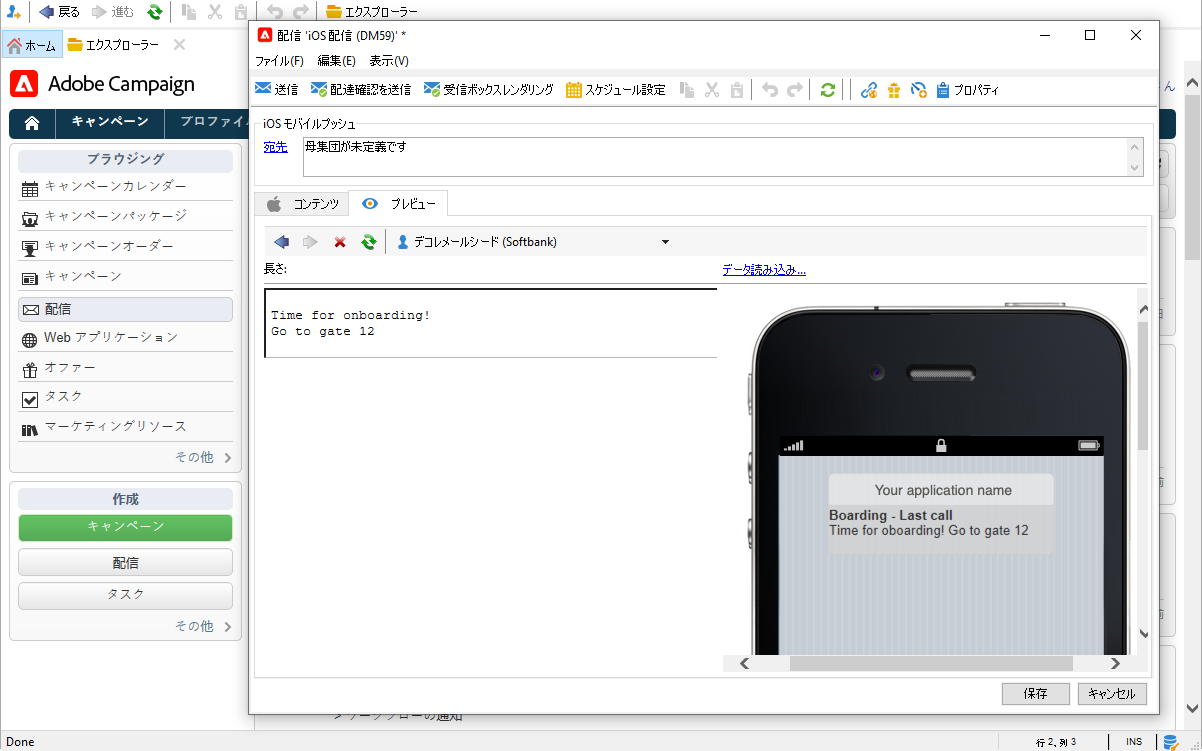 戻る 進む エクスプローラー
ホーム エクスプローラー
Adobe Campaign
キャンペーン プロファイル
ブラウジング
キャンペーンカレンダー
キャンペーンパッケージ
キャンペーンオーダー
キャンペーン
配信
Web アプリケーション
オファー
タスク
マーケティングリソース
その他
作成
キャンペーン
配信
タスク
その他
配信 'iOS 配信 (DM59)' *
ファイル(F) 編集(E) 表示(V)
送信 配達確認を送信 受信ボックスレンダリング スケジュール設定 プロパティ
iOS モバイルプッシュ
宛先 母集団が未定義です
コンテンツ プレビュー
デコレメールシード (Softbank)
長さ: データ読み込み...
Time for onboarding!
Go to gate 12
Your application name
Boarding - Last call
Time for oboarding! Go to gate 12
保存 キャンセル
> ワークフローの通知
ん
前
前
Done 行 2、列 3 INS